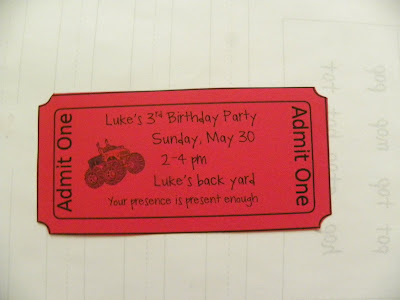 Admit One
Luke's 3rd Birthday Party
Sunday, May 30
2-4 pm
Luke's back yard
Your presence is present enough
Admit One